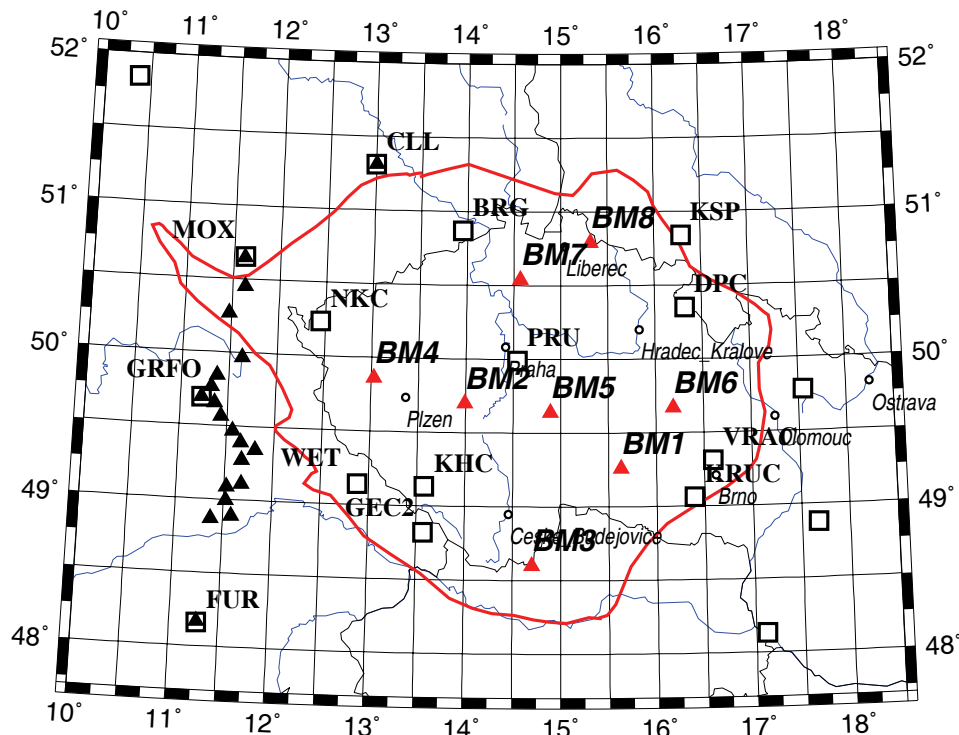 10° 11° 12° 13° 14° 15° 16° 17° 18°
52° 52°
CLL
51° 51°
BRG BM8 KSP
MOX
BM7
Liberec
NKC DPC
PRU
50° Hradec_Kralove 50°
GRFO BM4 Praha
BM2 BM5 BM6
Plzen Ostrava
VRAC Olomouc
BM1
WET KHC KRUC
49° Brno 49°
GEC2
Ceske_Budejovice
BM3
FUR
48° 48°
10° 11° 12° 13° 14° 15° 16° 17° 18°